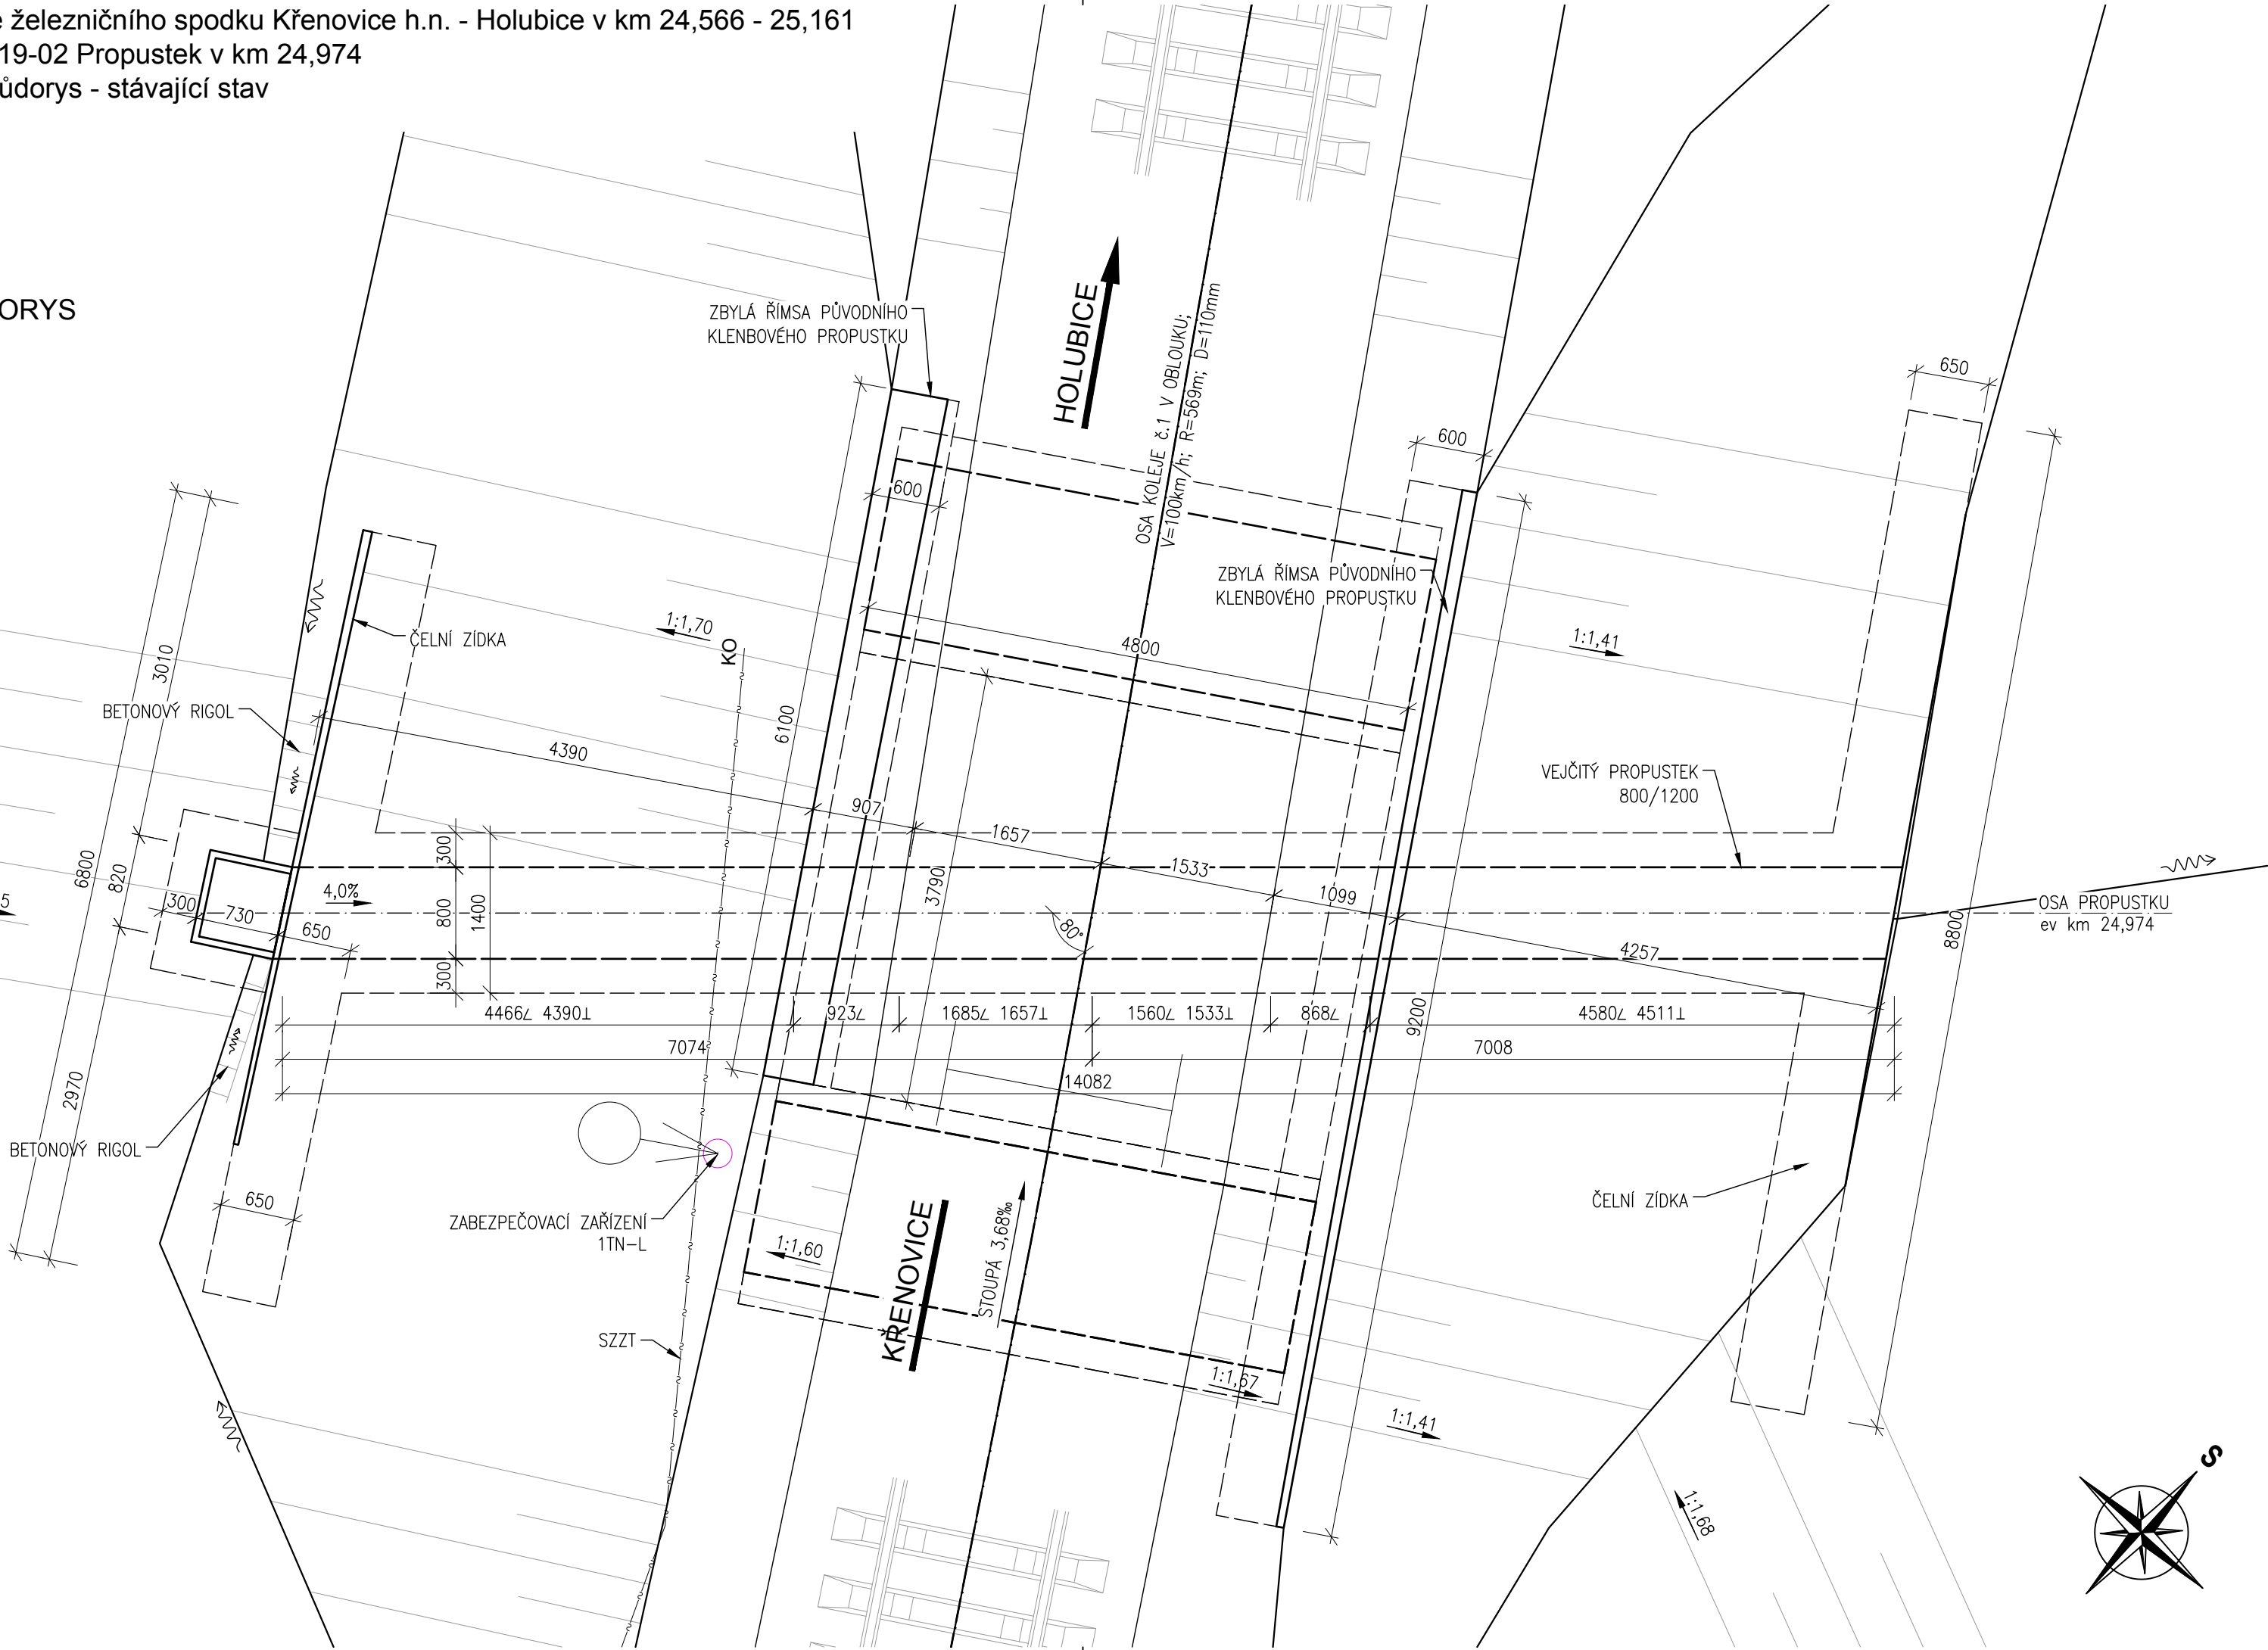 e železničního spodku Křenovice h.n. - Holubice v km 24,566 - 25,161
19-02 Propustek v km 24,974
ůdorys - stávající stav
ORYS
ZBYLÁ ŘÍMSA PŮVODNÍHO
KLENBOVÉHO PROPUSTKU
HOLUBICE
OSA KOLEJE č.1 V OBLOUKU;
V=100km/h; R=569m; D=110mm
650
600
600
ZBYLÁ ŘÍMSA PŮVODNÍHO
KLENBOVÉHO PROPUSTKU
ČELNÍ ZÍDKA
1:1,70
KO
4800
1:1,41
3010
BETONOVÝ RIGOL
6100
4390
VEJČITÝ PROPUSTEK
800/1200
907
1657
1533
1099
4257
6800
820
300
800
300
1400
3790
5
300
730
650
4,0%
80°
OSA PROPUSTKU
ev km 24,974
8800
9200
4466∠ 4390⊥
923∠
1685∠ 1657⊥
1560∠ 1533⊥
868∠
4580∠ 4511⊥
7074
7008
14082
2970
BETONOVÝ RIGOL
650
ZABEZPEČOVACÍ ZAŘÍZENÍ
1TN-L
ČELNÍ ZÍDKA
1:1,60
KŘENOVICE
STOUPÁ 3,68‰
SZZT
1:1,67
1:1,41
1:1,68
S